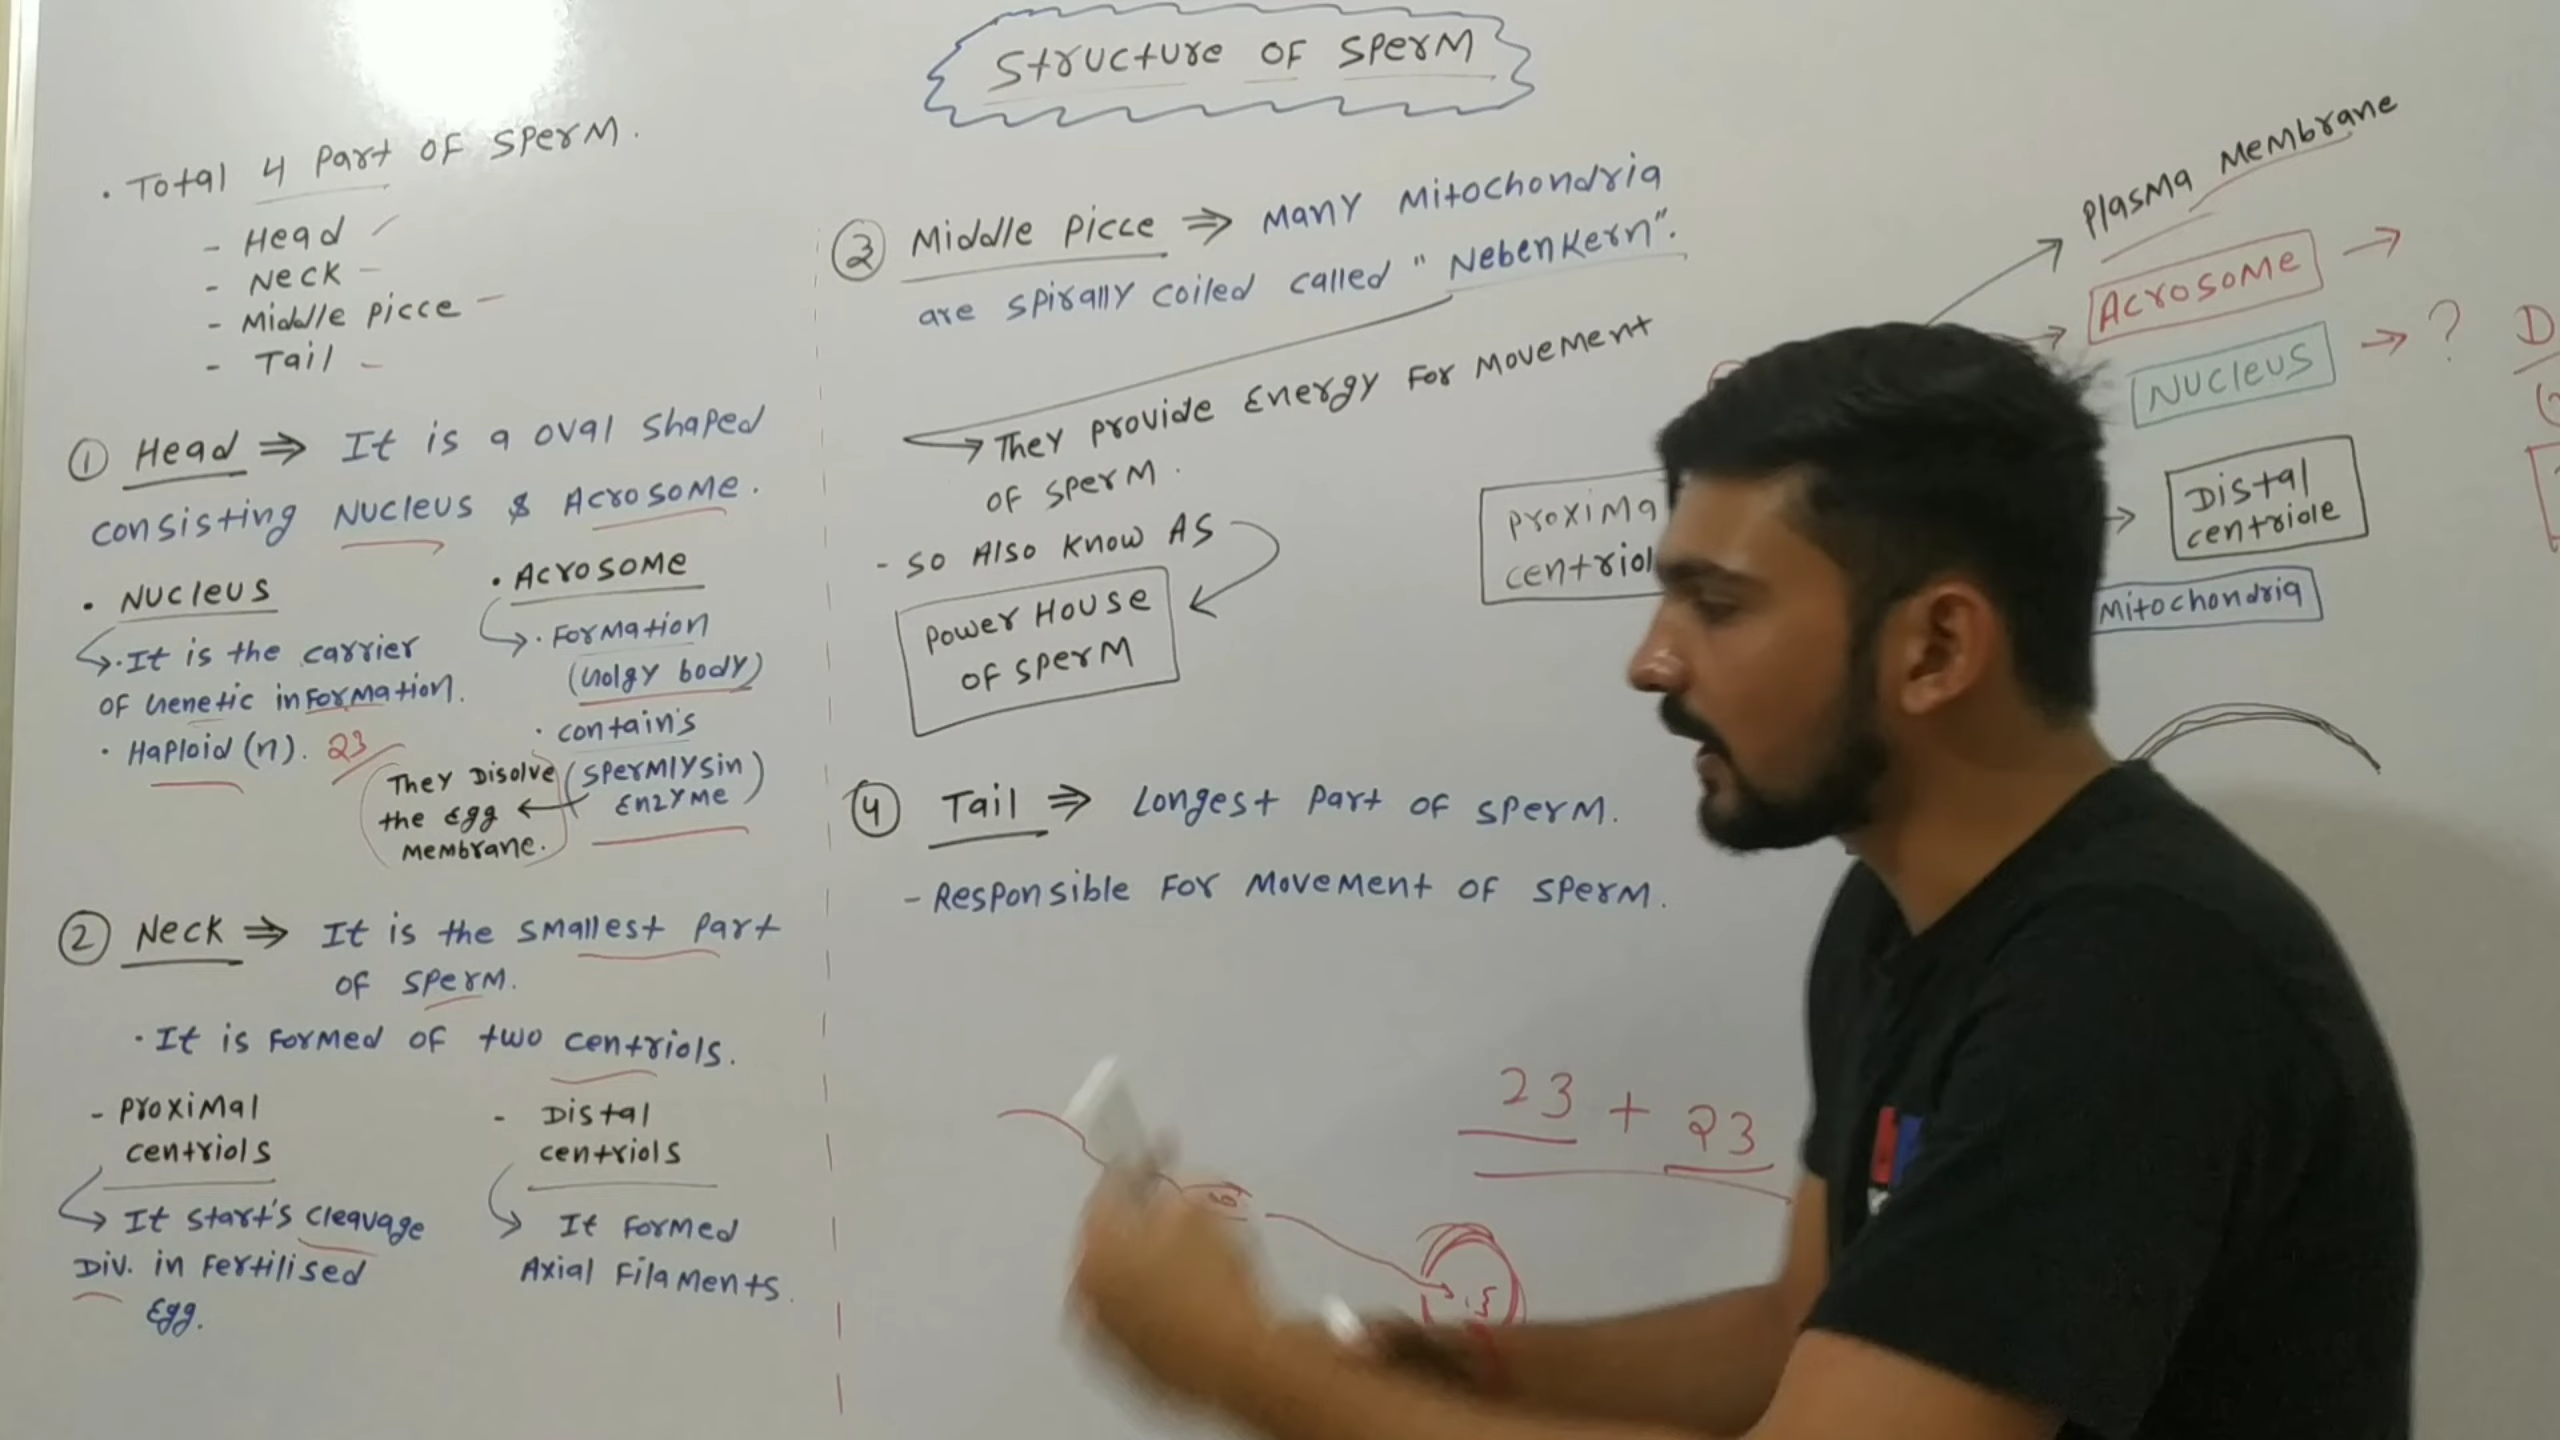 Structure OF Sperm
• Total 4 Part OF Sperm.
- Head
- Neck
- Middle Picce
- Tail
① Head ⇒ It is a oval shaped
consisting Nucleus & Acrosome.
• Nucleus
→ • It is the carrier
OF Genetic information.
• Haploid (n). 23
• Acrosome
→ • Formation
(Golgy body)
• contain's
(spermlysin
Enzyme)
They Disolve
the Egg
Membrane.
② Neck ⇒ It is the smallest part
OF sperm.
• It is formed of two centriols.
- Proximal
centriols
→ It start's cleavage
Div. in Fertilised
Egg.
- Distal
centriols
→ It Formed
Axial Filaments.
③ Middle Picce ⇒ Many Mitochondria
are spirally coiled called "NebenKern".
→ They provide Energy For Movement
OF Sperm.
- So Also Know AS
Power House
OF Sperm
④ Tail ⇒ Longest Part OF Sperm.
- Responsible For Movement OF Sperm.
23 + 23
Plasma Membrane
Acrosome →
Nucleus → ?
D
Proxima
centriol
→ Distal
centriole
Mitochondria